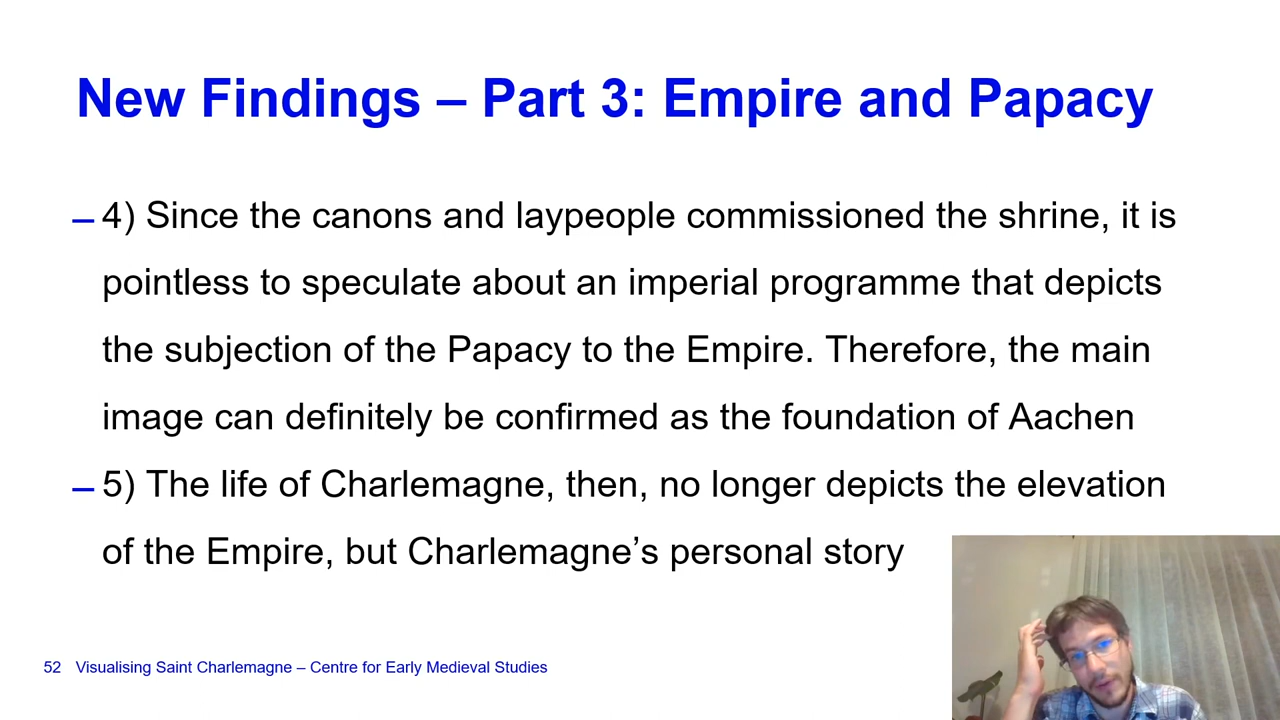 New Findings – Part 3: Empire and Papacy
– 4) Since the canons and laypeople commissioned the shrine, it is
pointless to speculate about an imperial programme that depicts
the subjection of the Papacy to the Empire. Therefore, the main
image can definitely be confirmed as the foundation of Aachen
– 5) The life of Charlemagne, then, no longer depicts the elevation
of the Empire, but Charlemagne’s personal story
52 Visualising Saint Charlemagne – Centre for Early Medieval Studies